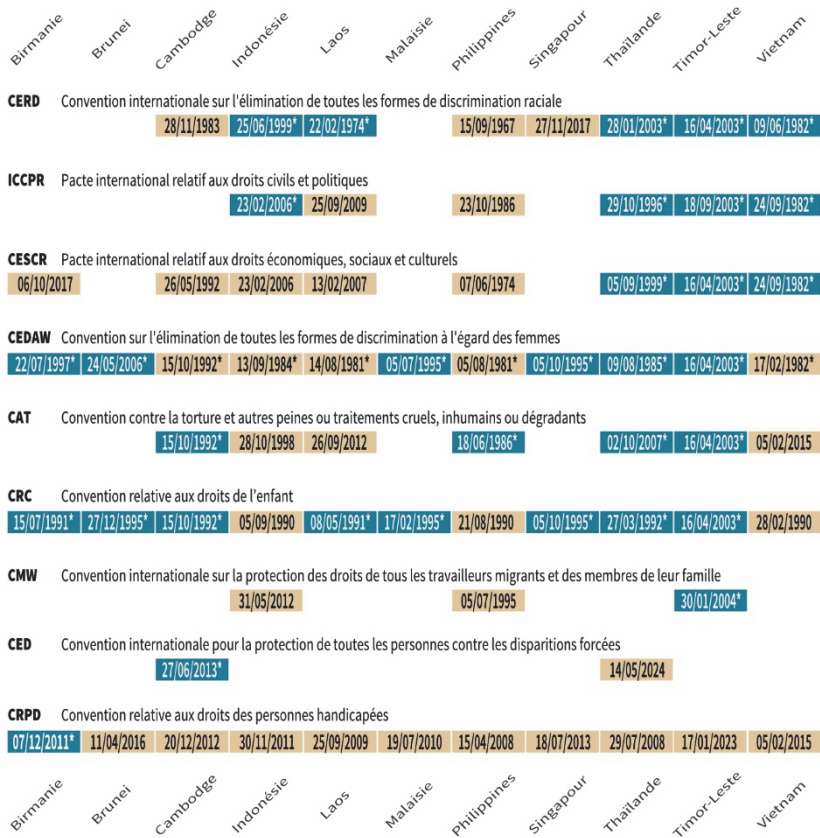 Birmanie Brunei Cambodge Indonésie Laos Malaisie Philippines Singapour Thaïlande Timor-Leste Vietnam
CERD Convention internationale sur l'élimination de toutes les formes de discrimination raciale
28/11/1983 25/06/1999* 22/02/1974* 15/09/1967 27/11/2017 28/01/2003* 16/04/2003* 09/06/1982*
ICCPR Pacte international relatif aux droits civils et politiques
23/02/2006* 25/09/2009 23/10/1986 29/10/1996* 18/09/2003* 24/09/1982*
CESCR Pacte international relatif aux droits économiques, sociaux et culturels
06/10/2017 26/05/1992 23/02/2006 13/02/2007 07/06/1974 05/09/1999* 16/04/2003* 24/09/1982*
CEDAW Convention sur l'élimination de toutes les formes de discrimination à l'égard des femmes
22/07/1997* 24/05/2006* 15/10/1992* 13/09/1984* 14/08/1981* 05/07/1995* 05/08/1981* 05/10/1995* 09/08/1985* 16/04/2003* 17/02/1982*
CAT Convention contre la torture et autres peines ou traitements cruels, inhumains ou dégradants
15/10/1992* 28/10/1998 26/09/2012 18/06/1986* 02/10/2007* 16/04/2003* 05/02/2015
CRC Convention relative aux droits de l'enfant
15/07/1991* 27/12/1995* 15/10/1992* 05/09/1990 08/05/1991* 17/02/1995* 21/08/1990 05/10/1995* 27/03/1992* 16/04/2003* 28/02/1990
CMW Convention internationale sur la protection des droits de tous les travailleurs migrants et des membres de leur famille
31/05/2012 05/07/1995 30/01/2004*
CED Convention internationale pour la protection de toutes les personnes contre les disparitions forcées
27/06/2013* 14/05/2024
CRPD Convention relative aux droits des personnes handicapées
07/12/2011* 11/04/2016 20/12/2012 30/11/2011 25/09/2009 19/07/2010 15/04/2008 18/07/2013 29/07/2008 17/01/2023 05/02/2015
Birmanie Brunei Cambodge Indonésie Laos Malaisie Philippines Singapour Thaïlande Timor-Leste Vietnam